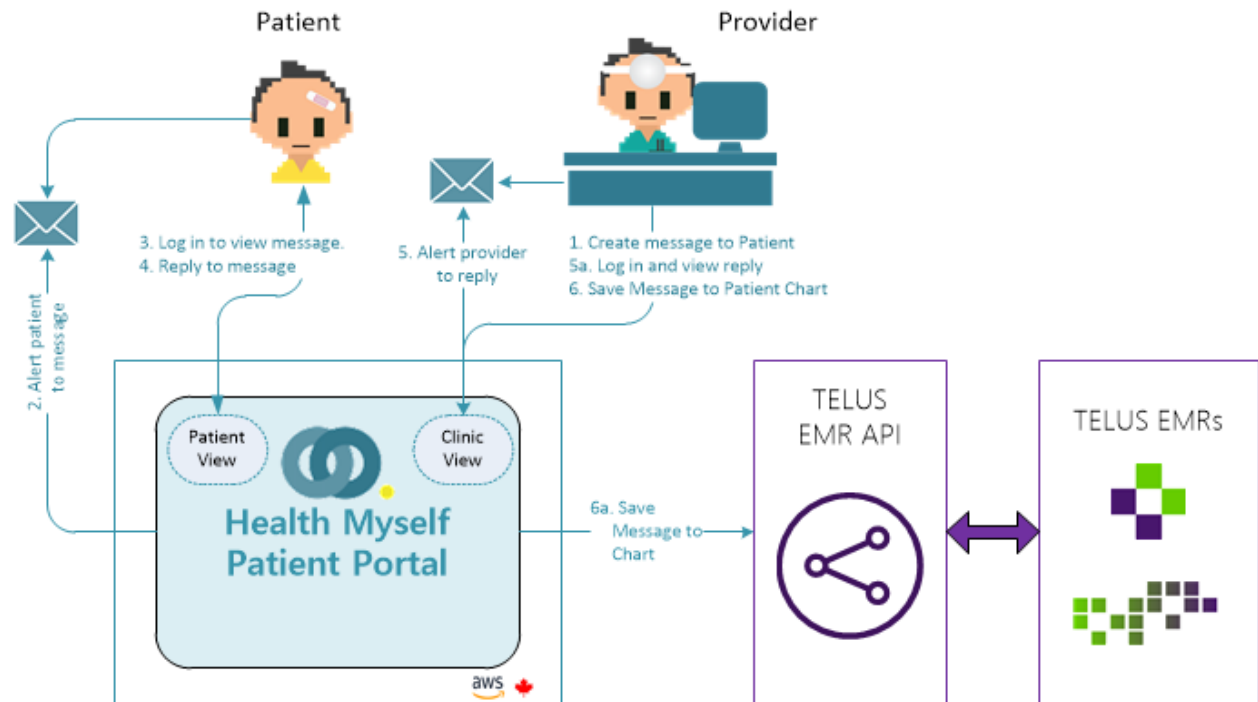 Patient
Provider
3. Log in to view message.
4. Reply to message
5. Alert provider
to reply
1. Create message to Patient
5a. Log in and view reply
6. Save Message to Patient Chart
2. Alert patient
to message
Patient
View
Clinic
View
Health Myself
Patient Portal
6a. Save
Message to
Chart
TELUS
EMR API
TELUS EMRs
aws